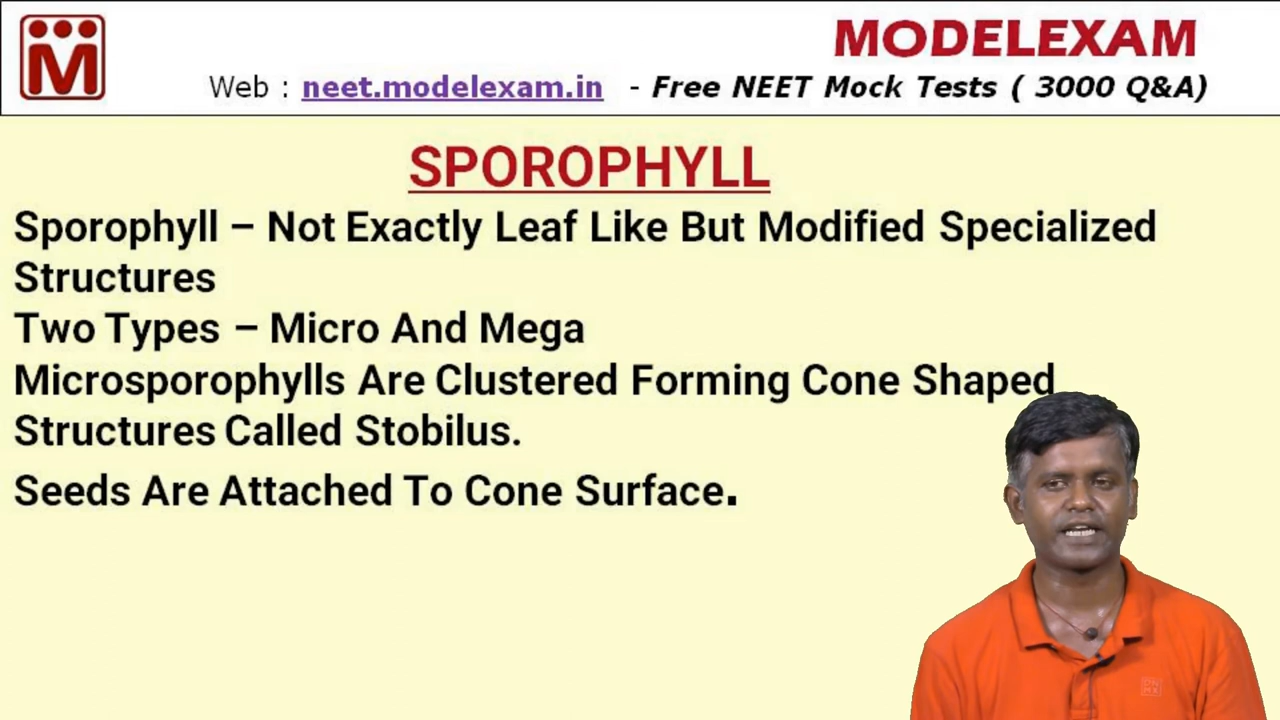 M
MODELEXAM
Web : neet.modelexam.in - Free NEET Mock Tests ( 3000 Q&A)
SPOROPHYLL
Sporophyll – Not Exactly Leaf Like But Modified Specialized
Structures
Two Types – Micro And Mega
Microsporophylls Are Clustered Forming Cone Shaped
Structures Called Stobilus.
Seeds Are Attached To Cone Surface.